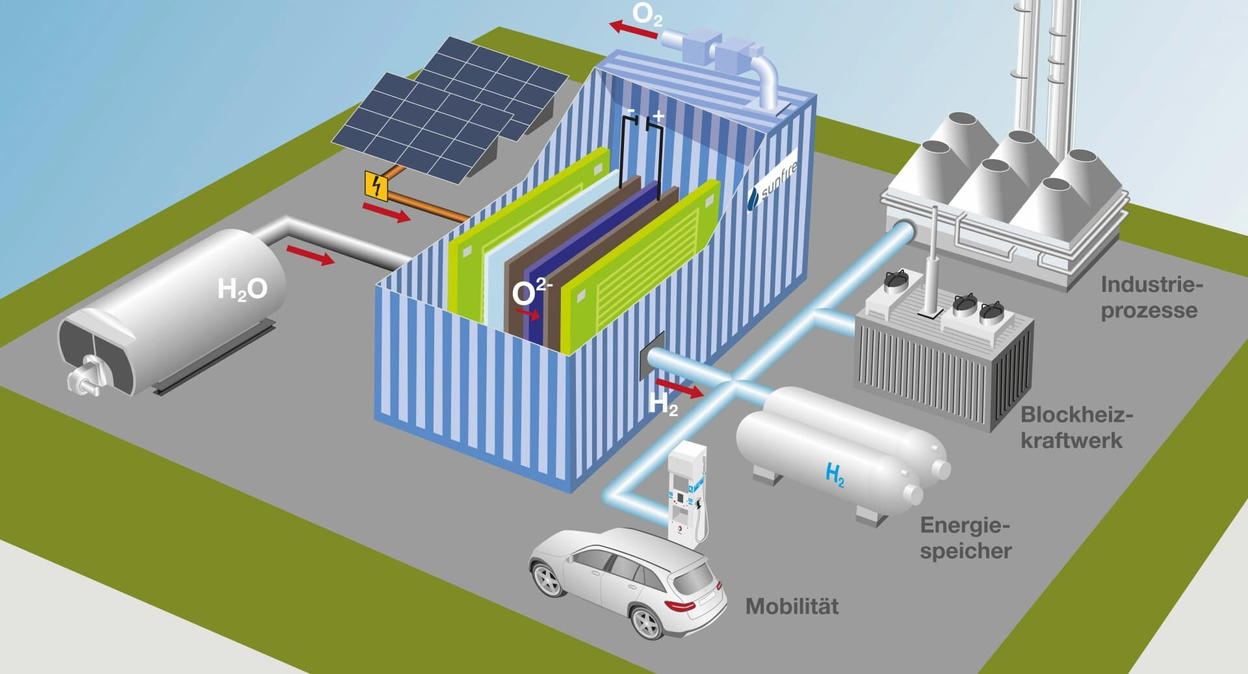 O₂
- +
sunfire
H₂O
O²⁻
H₂
H₂
Industrie-
prozesse
Blockheiz-
kraftwerk
Energie-
speicher
Mobilität